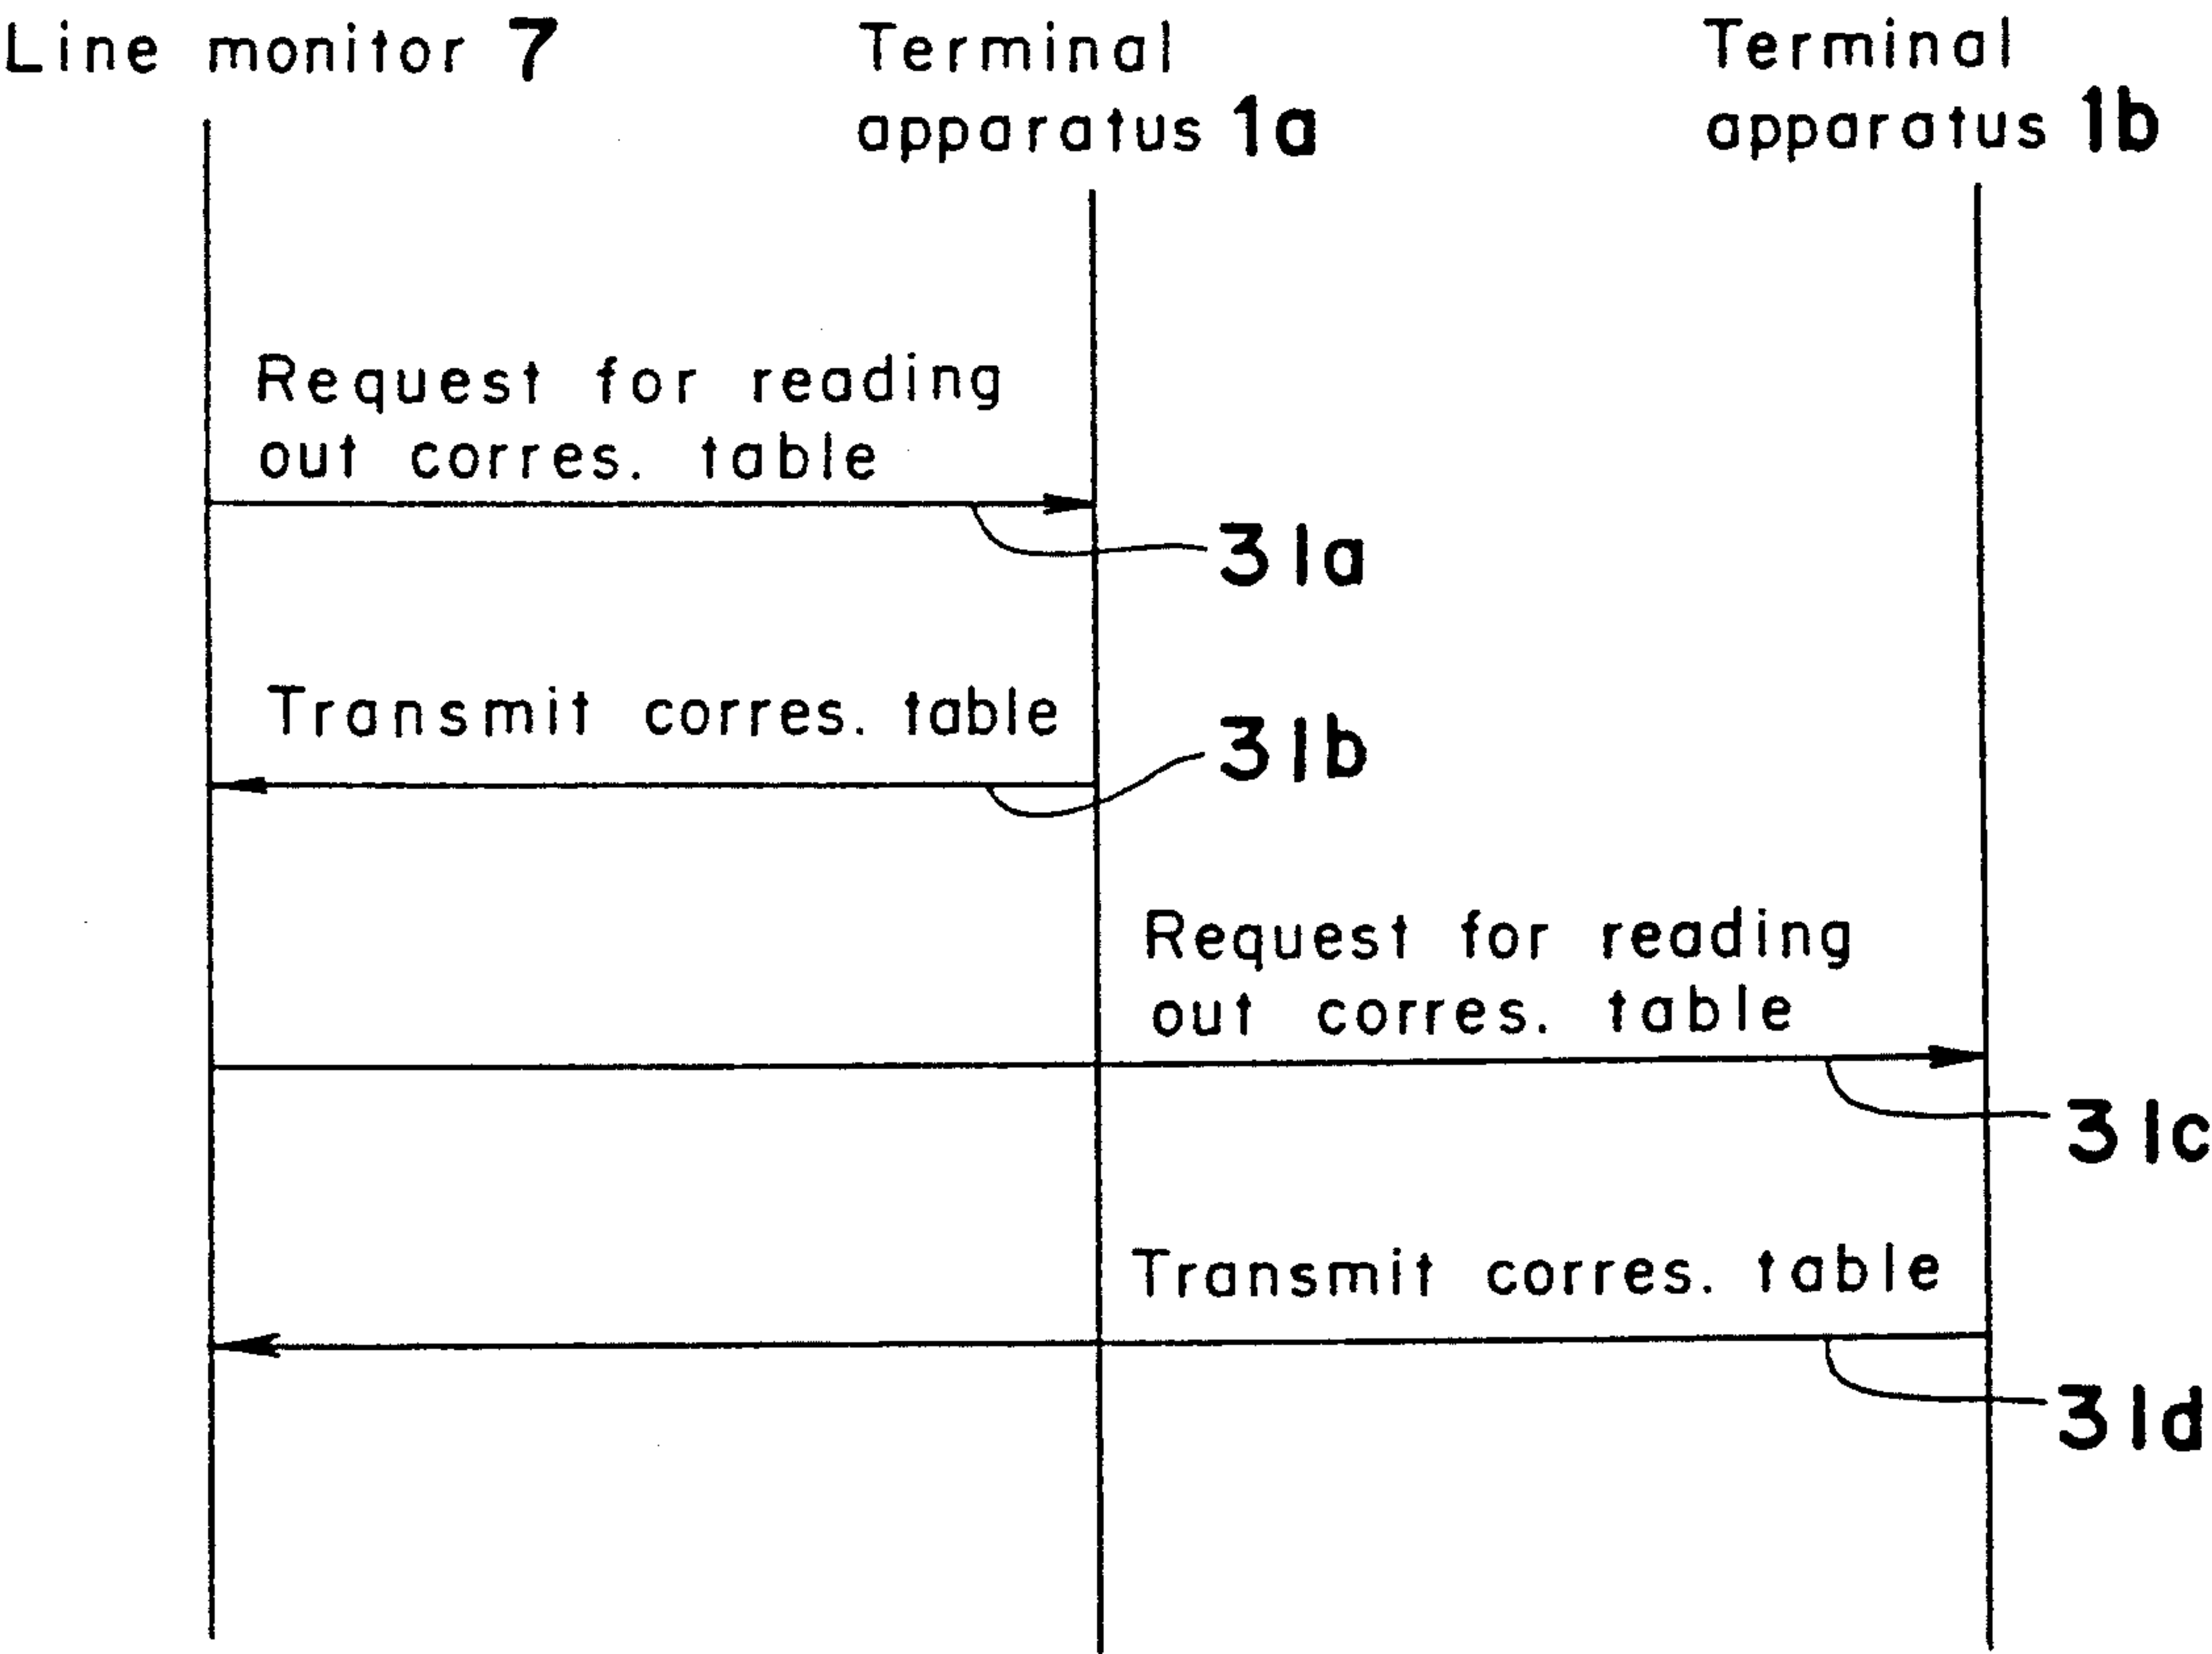 Line monitor 7
Terminal
apparatus 1a
Terminal
apparatus 1b
Request for reading
out corres. table
31a
Transmit corres. table
31b
Request for reading
out corres. table
31c
Transmit corres. table
31d